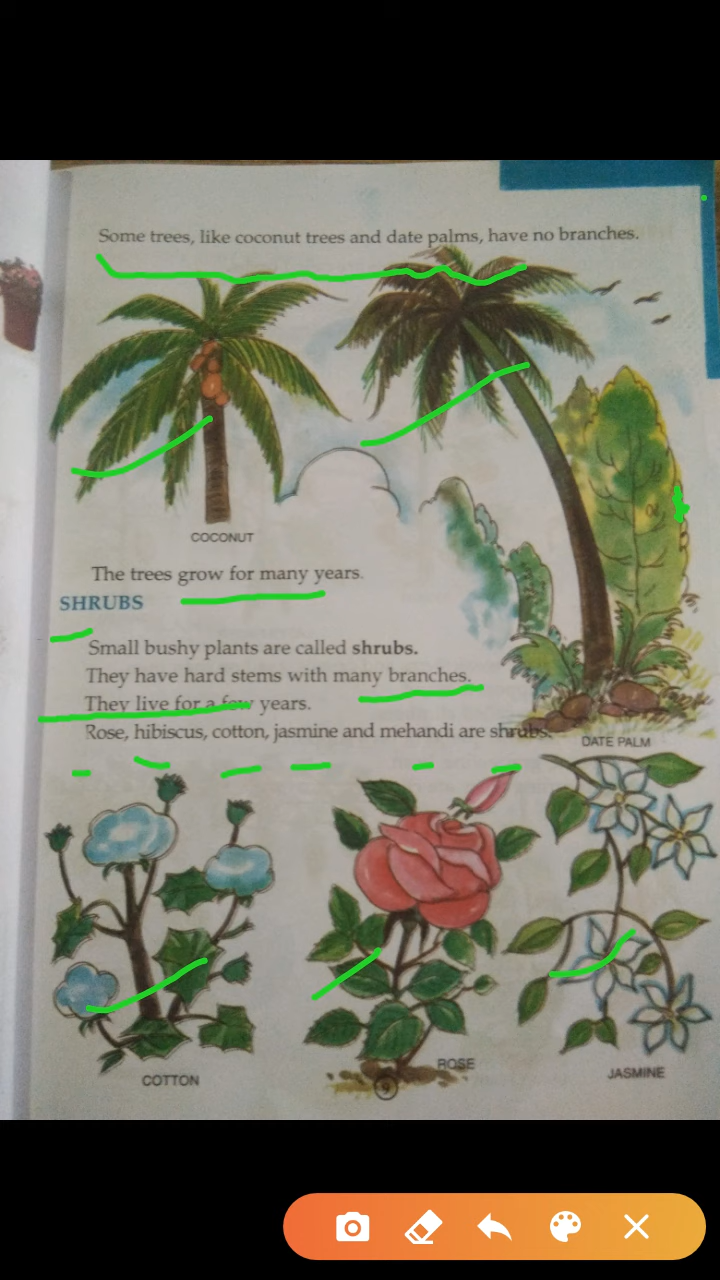 Some trees, like coconut trees and date palms, have no branches.
COCONUT
The trees grow for many years.
SHRUBS
Small bushy plants are called shrubs.
They have hard stems with many branches.
They live for a few years.
Rose, hibiscus, cotton, jasmine and mehandi are shrubs.
DATE PALM
COTTON
ROSE
JASMINE
9